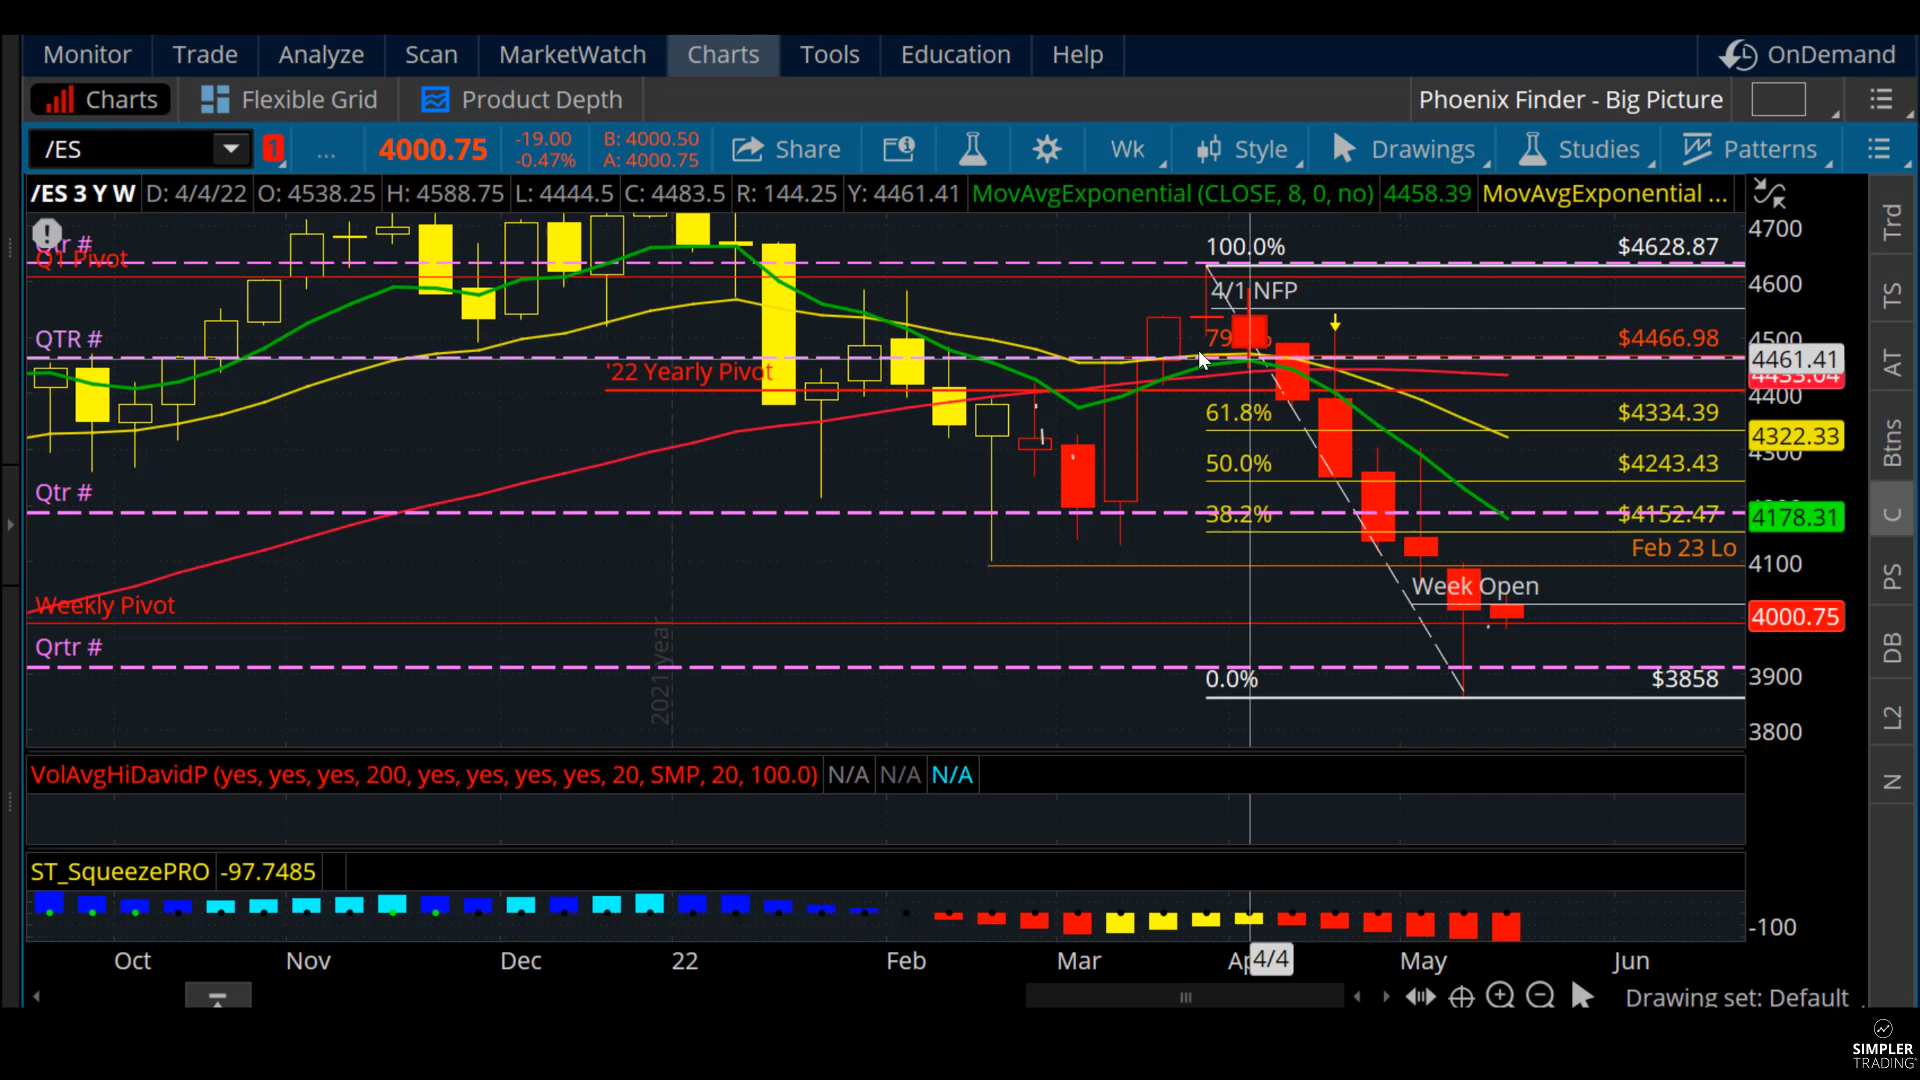 Monitor Trade Analyze Scan MarketWatch Charts Tools Education Help OnDemand
Charts Flexible Grid Product Depth Phoenix Finder - Big Picture
/ES 1 ... 4000.75 -19.00 B: 4000.50 Share Wk Style Drawings Studies Patterns
-0.47% A: 4000.75
/ES 3 Y W D: 4/4/22 O: 4538.25 H: 4588.75 L: 4444.5 C: 4483.5 R: 144.25 Y: 4461.41 MovAvgExponential (CLOSE, 8, 0, no) 4458.39 MovAvgExponential ...
4700
Qtr # 100.0% $4628.87
Q1 Pivot
4/1 NFP 4600
QTR # $4466.98 4500
4461.41
'22 Yearly Pivot
4400
61.8% $4334.39
4322.33
4300
50.0% $4243.43
Qtr # 38.2% $4152.47 4178.31
Feb 23 Lo 4100
Week Open
Weekly Pivot 4000.75
Qrtr #
0.0% $3858 3900
2021 year
3800
VolAvgHiDavidP (yes, yes, yes, 200, yes, yes, yes, yes, 20, SMP, 20, 100.0) N/A N/A N/A
ST_SqueezePRO -97.7485
-100
Oct Nov Dec 22 Feb Mar 4/4 May Jun
Drawing set: Default
Trd
TS
AT
Btns
C
PS
DB
L2
N
SIMPLER
TRADING